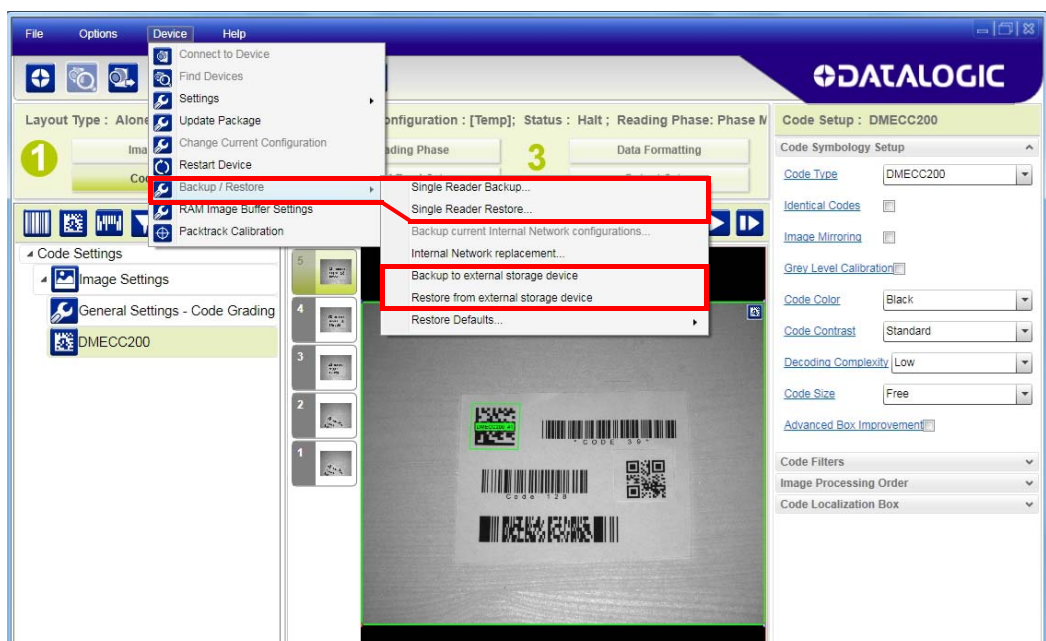 File Options Device Help
DATALOGIC
Connect to Device
Find Devices
Settings
Update Package
Change Current Configuration
Restart Device
Backup / Restore
RAM Image Buffer Settings
Packtrack Calibration
Single Reader Backup...
Single Reader Restore...
Backup current Internal Network configurations...
Internal Network replacement...
Backup to external storage device
Restore from external storage device
Restore Defaults...
Layout Type : Alone
onfiguration : [Temp]; Status : Halt ; Reading Phase: Phase M
1
Ima
ading Phase
3
Data Formatting
Co
Code Settings
Image Settings
General Settings - Code Grading
DMECC200
5
4
3
2
1
CODE 39
Code 128
Code Setup : DMECC200
Code Symbology Setup
Code Type DMECC200
Identical Codes
Image Mirroring
Grey Level Calibration
Code Color Black
Code Contrast Standard
Decoding Complexity Low
Code Size Free
Advanced Box Improvement
Code Filters
Image Processing Order
Code Localization Box